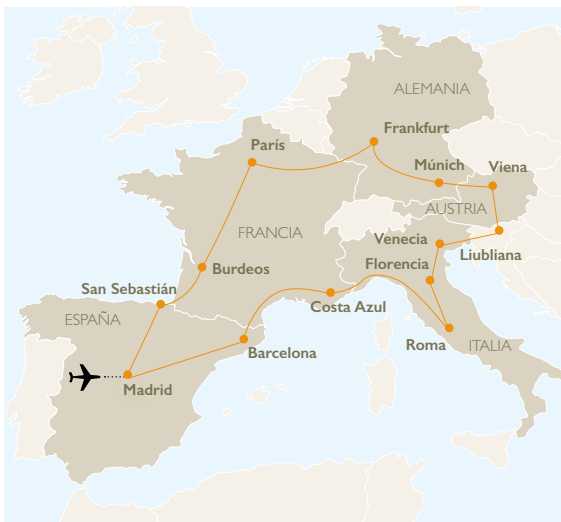 ALEMANIA
Frankfurt
París
Múnich
Viena
AUSTRIA
FRANCIA
Venecia
Liubliana
Florencia
Burdeos
San Sebastián
Costa Azul
ESPAÑA
Roma
ITALIA
Barcelona
Madrid